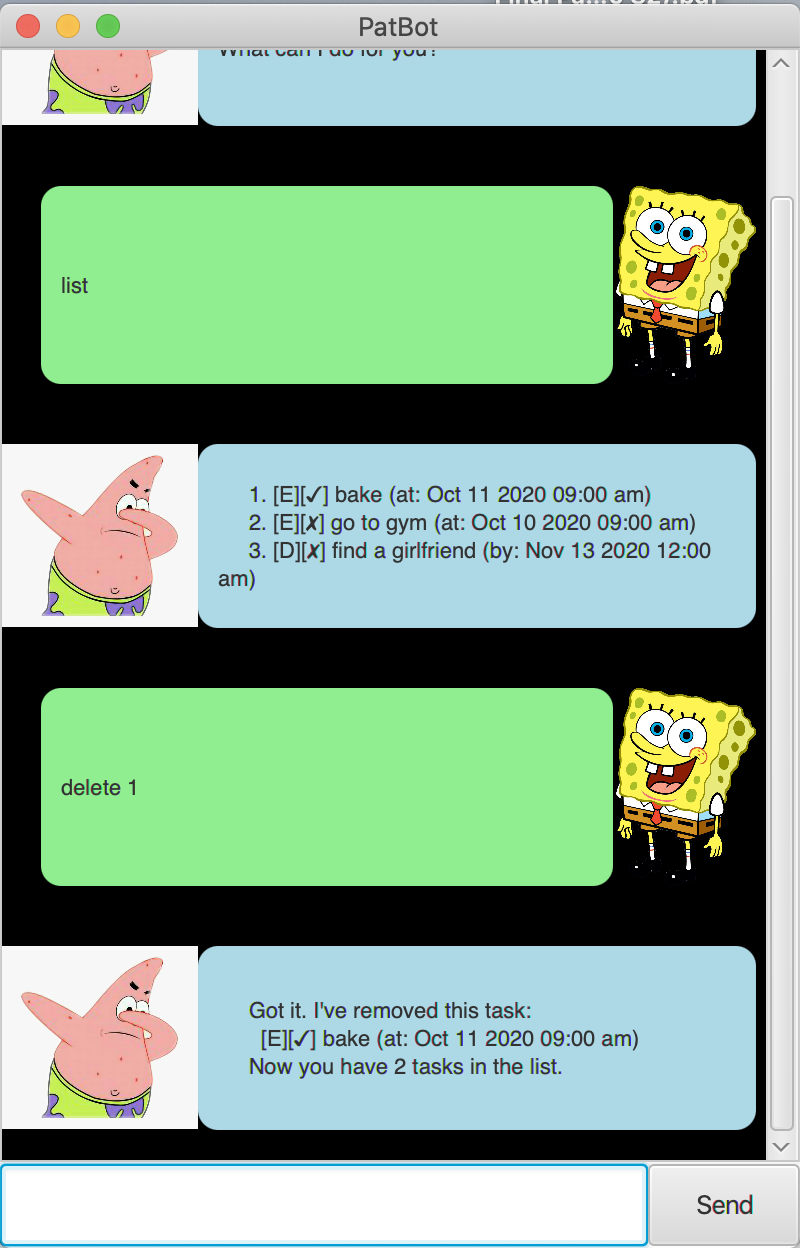 PatBot
What can I do for you?
list
1. [E][✓] bake (at: Oct 11 2020 09:00 am)
2. [E][✗] go to gym (at: Oct 10 2020 09:00 am)
3. [D][✗] find a girlfriend (by: Nov 13 2020 12:00
am)
delete 1
Got it. I've removed this task:
[E][✓] bake (at: Oct 11 2020 09:00 am)
Now you have 2 tasks in the list.
Send